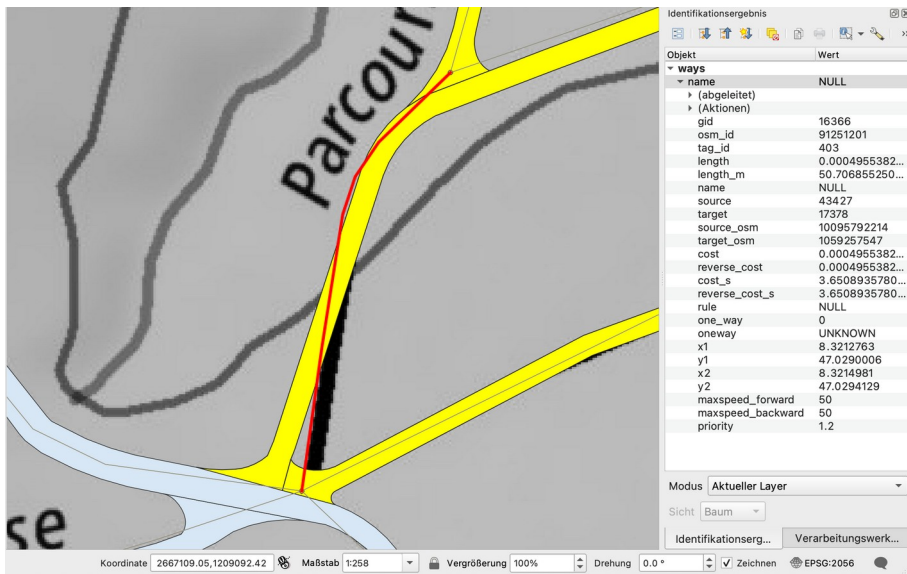 Parcour
se
Identifikationsergebnis
Objekt Wert
ways
name NULL
(abgeleitet)
(Aktionen)
gid 16366
osm_id 91251201
tag_id 403
length 0.0004955382...
length_m 50.706855250...
name NULL
source 43427
target 17378
source_osm 10095792214
target_osm 1059257547
cost 0.0004955382...
reverse_cost 0.0004955382...
cost_s 3.6508935780...
reverse_cost_s 3.6508935780...
rule NULL
one_way 0
oneway UNKNOWN
x1 8.3212763
y1 47.0290006
x2 8.3214981
y2 47.0294129
maxspeed_forward 50
maxspeed_backward 50
priority 1.2
Modus Aktueller Layer
Sicht Baum
Identifikationserg... Verarbeitungswerk...
Koordinate 2667109.05,1209092.42 Maßstab 1:258 Vergrößerung 100% Drehung 0.0 ° Zeichnen EPSG:2056